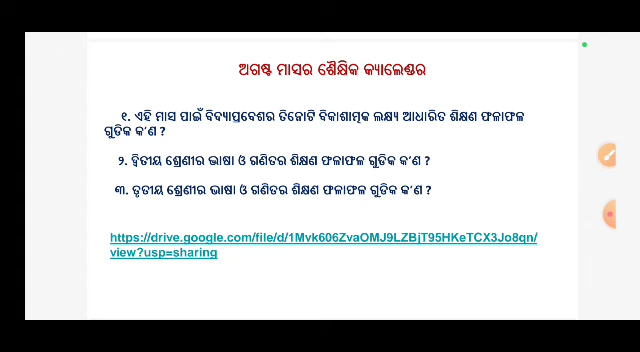 ଅଗଷ୍ଟ ମାସର ଶୈକ୍ଷିକ କ୍ୟାଲେଣ୍ଡର
୧. ଏହି ମାସ ପାଇଁ ବିଦ୍ୟାପ୍ରବେଶର ତିନୋଟି ବିକାଶାତ୍ମକ ଲକ୍ଷ୍ୟ ଆଧାରିତ ଶିକ୍ଷଣ ଫଳାଫଳ
ଗୁଡିକ କ'ଣ ?
୨. ଦ୍ଵିତୀୟ ଶ୍ରେଣୀର ଭାଷା ଓ ଗଣିତର ଶିକ୍ଷଣ ଫଳାଫଳ ଗୁଡିକ କ'ଣ ?
୩. ତୃତୀୟ ଶ୍ରେଣୀର ଭାଷା ଓ ଗଣିତର ଶିକ୍ଷଣ ଫଳାଫଳ ଗୁଡିକ କ'ଣ ?
https://drive.google.com/file/d/1Mvk606ZvaOMJ9LZBjT95HKeTCX3Jo8qn/
view?usp=sharing